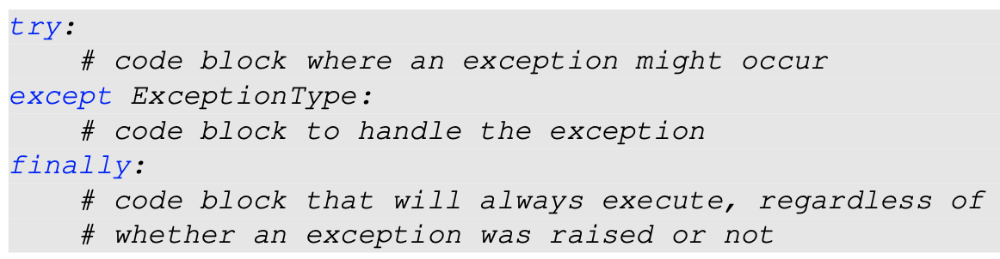 try:
    # code block where an exception might occur
except ExceptionType:
    # code block to handle the exception
finally:
    # code block that will always execute, regardless of
    # whether an exception was raised or not